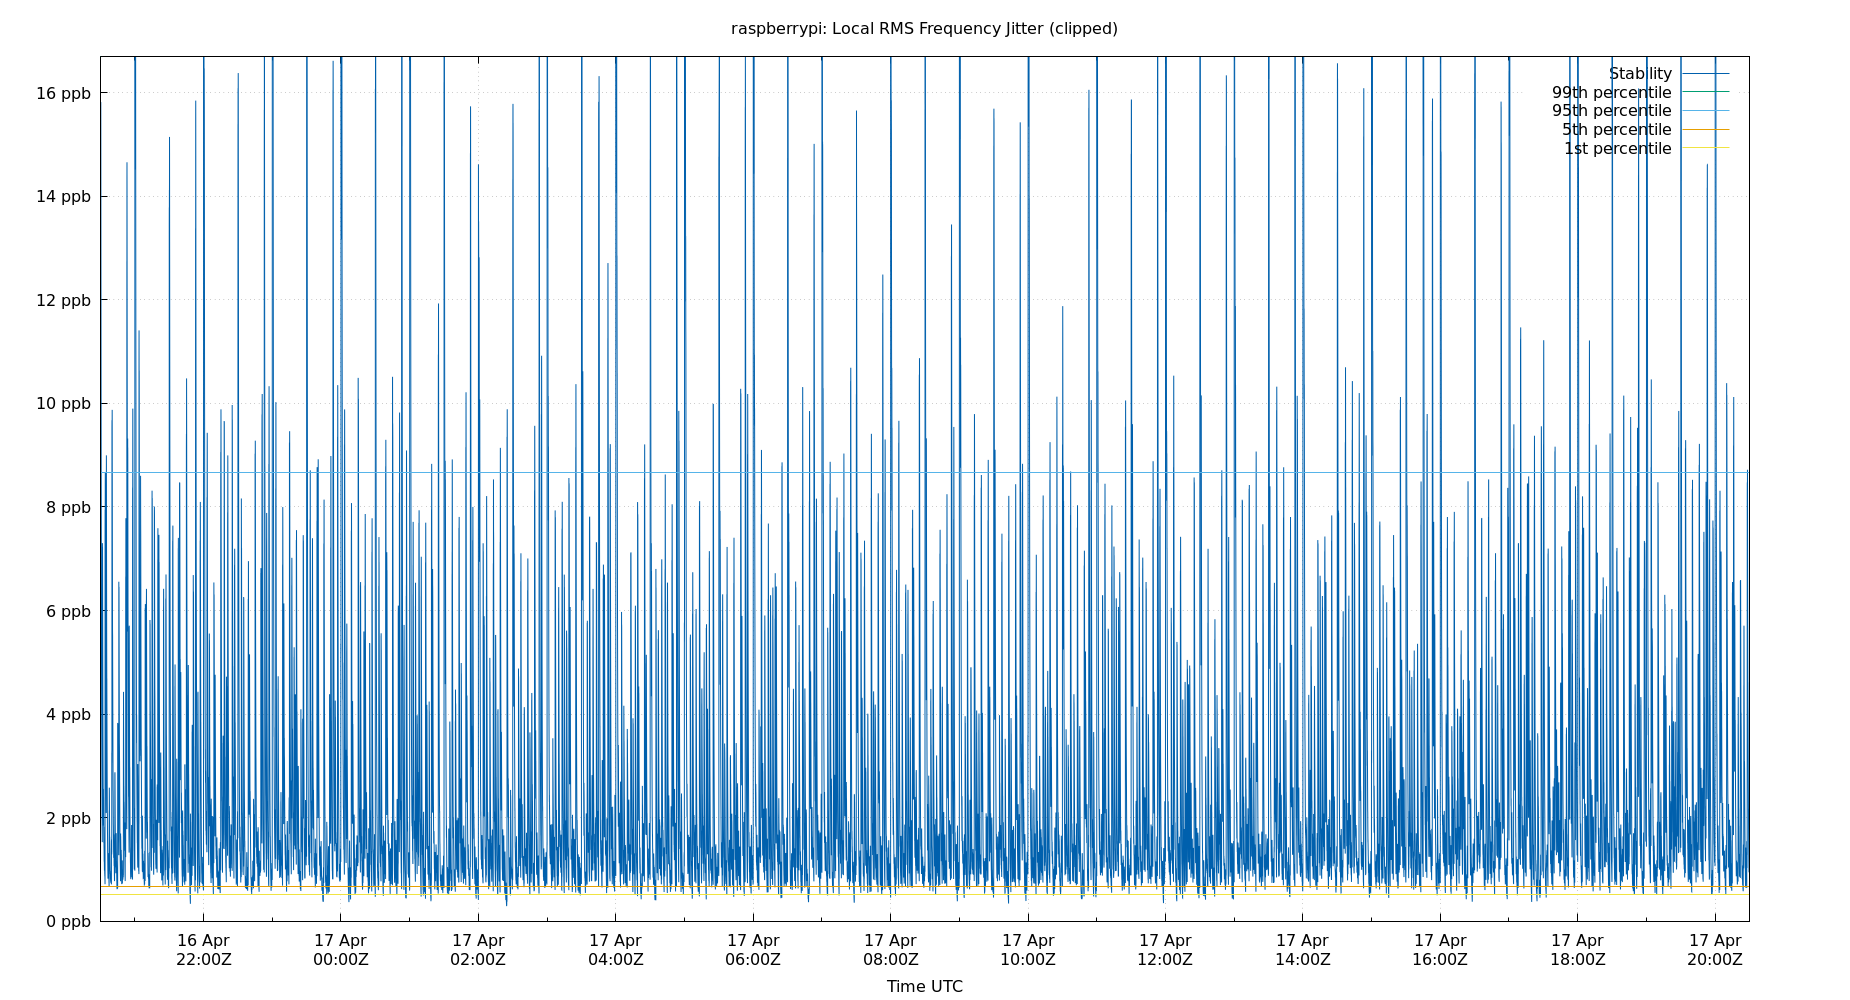 raspberrypi: Local RMS Frequency Jitter (clipped)
Stability
99th percentile
95th percentile
5th percentile
1st percentile
16 ppb
14 ppb
12 ppb
10 ppb
8 ppb
6 ppb
4 ppb
2 ppb
0 ppb
16 Apr 17 Apr 17 Apr 17 Apr 17 Apr 17 Apr 17 Apr 17 Apr 17 Apr 17 Apr 17 Apr 17 Apr
22:00Z 00:00Z 02:00Z 04:00Z 06:00Z 08:00Z 10:00Z 12:00Z 14:00Z 16:00Z 18:00Z 20:00Z
Time UTC